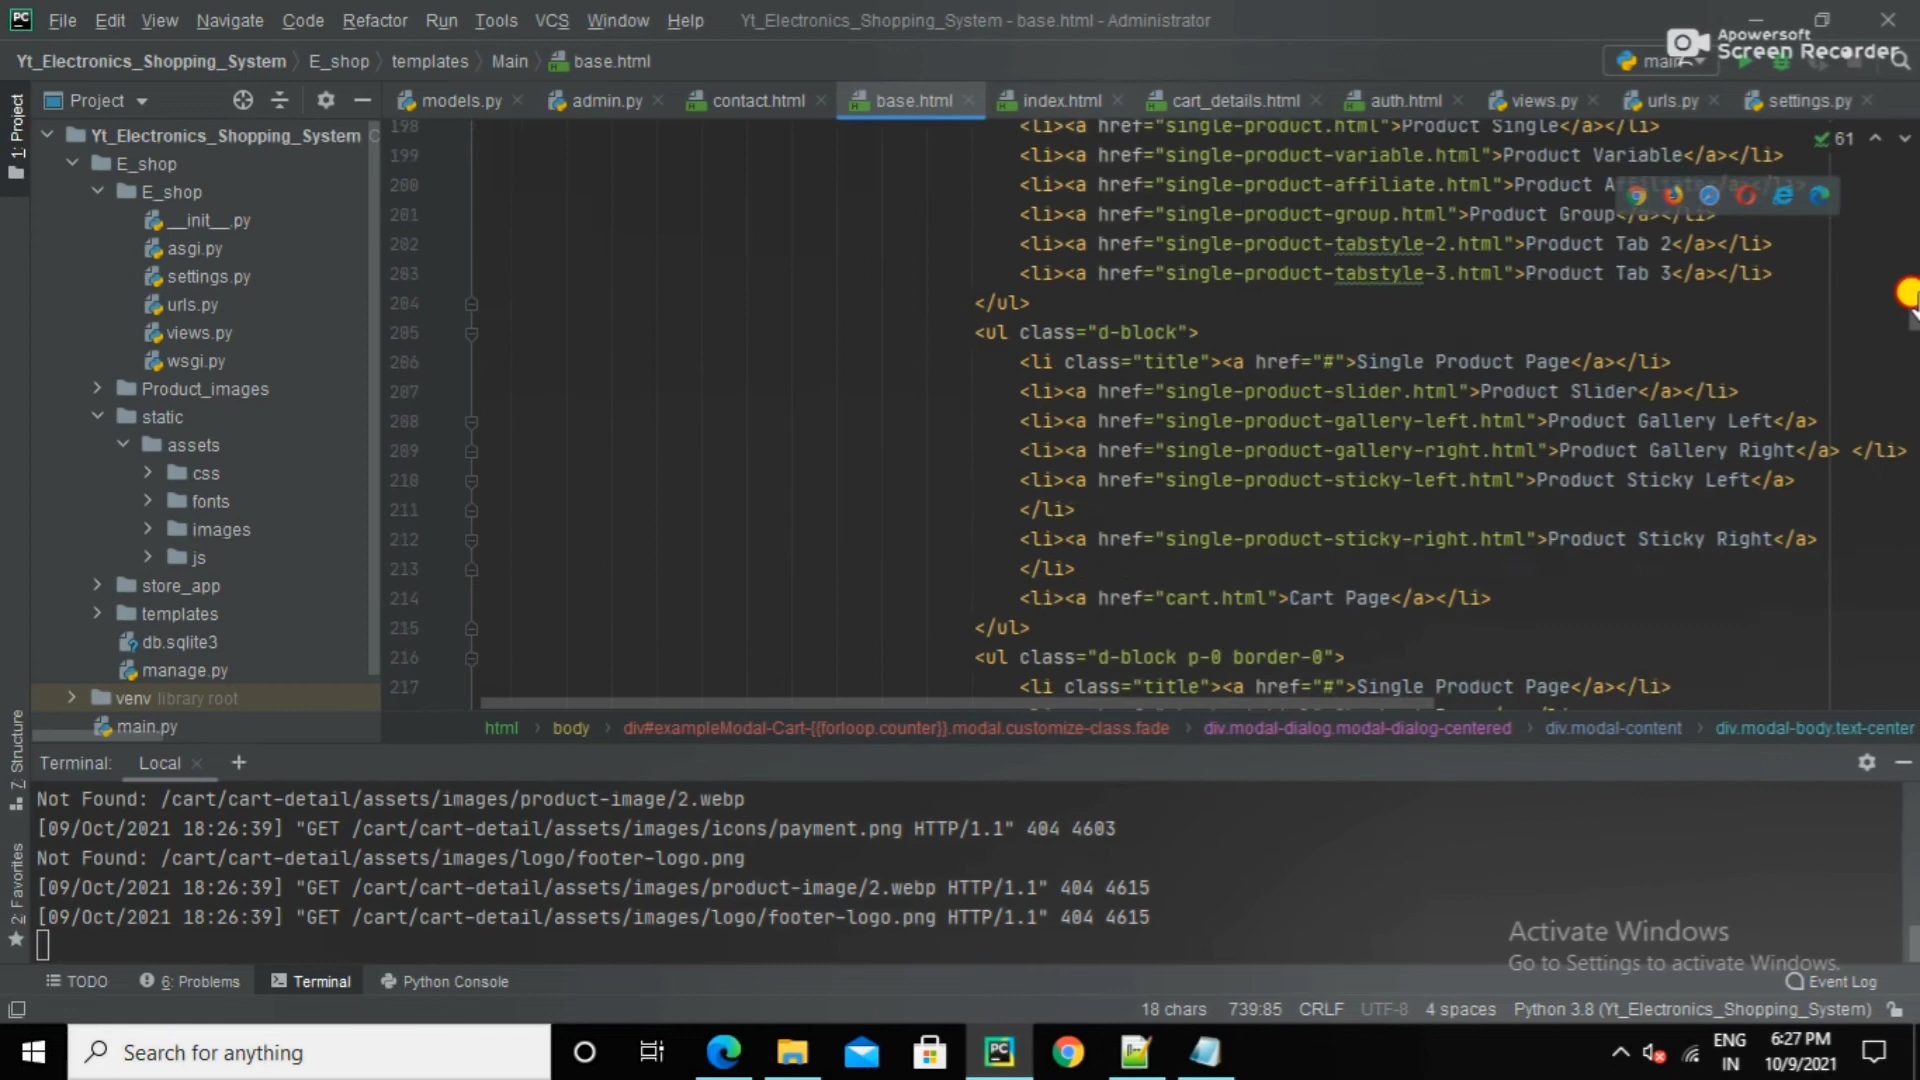 File Edit View Navigate Code Refactor Run Tools VCS Window Help Yt_Electronics_Shopping_System - base.html - Administrator
Apowersoft
Screen Recorder
Yt_Electronics_Shopping_System E_shop templates Main base.html main
Project models.py admin.py contact.html base.html index.html cart_details.html auth.html views.py urls.py settings.py
1: Project
Yt_Electronics_Shopping_System
E_shop
E_shop
__init__.py
asgi.py
settings.py
urls.py
views.py
wsgi.py
Product_images
static
assets
css
fonts
images
js
store_app
templates
db.sqlite3
manage.py
venv library root
main.py
61
198 <li><a href="single-product.html">Product Single</a></li>
199 <li><a href="single-product-variable.html">Product Variable</a></li>
200 <li><a href="single-product-affiliate.html">Product
201 <li><a href="single-product-group.html">Product Group</a></li>
202 <li><a href="single-product-tabstyle-2.html">Product Tab 2</a></li>
203 <li><a href="single-product-tabstyle-3.html">Product Tab 3</a></li>
204 </ul>
205 <ul class="d-block">
206 <li class="title"><a href="#">Single Product Page</a></li>
207 <li><a href="single-product-slider.html">Product Slider</a></li>
208 <li><a href="single-product-gallery-left.html">Product Gallery Left</a>
209 <li><a href="single-product-gallery-right.html">Product Gallery Right</a> </li>
210 <li><a href="single-product-sticky-left.html">Product Sticky Left</a>
211 </li>
212 <li><a href="single-product-sticky-right.html">Product Sticky Right</a>
213 </li>
214 <li><a href="cart.html">Cart Page</a></li>
215 </ul>
216 <ul class="d-block p-0 border-0">
217 <li class="title"><a href="#">Single Product Page</a></li>
html body div#exampleModal-Cart-{{forloop.counter}}.modal.customize-class.fade div.modal-dialog.modal-dialog-centered div.modal-content div.modal-body.text-center
7: Structure
2: Favorites
Terminal: Local +
Not Found: /cart/cart-detail/assets/images/product-image/2.webp
[09/Oct/2021 18:26:39] "GET /cart/cart-detail/assets/images/icons/payment.png HTTP/1.1" 404 4603
Not Found: /cart/cart-detail/assets/images/logo/footer-logo.png
[09/Oct/2021 18:26:39] "GET /cart/cart-detail/assets/images/product-image/2.webp HTTP/1.1" 404 4615
[09/Oct/2021 18:26:39] "GET /cart/cart-detail/assets/images/logo/footer-logo.png HTTP/1.1" 404 4615
Activate Windows
Go to Settings to activate Windows.
TODO 6: Problems Terminal Python Console Event Log
18 chars 739:85 CRLF UTF-8 4 spaces Python 3.8 (Yt_Electronics_Shopping_System)
Search for anything
ENG
IN
6:27 PM
10/9/2021